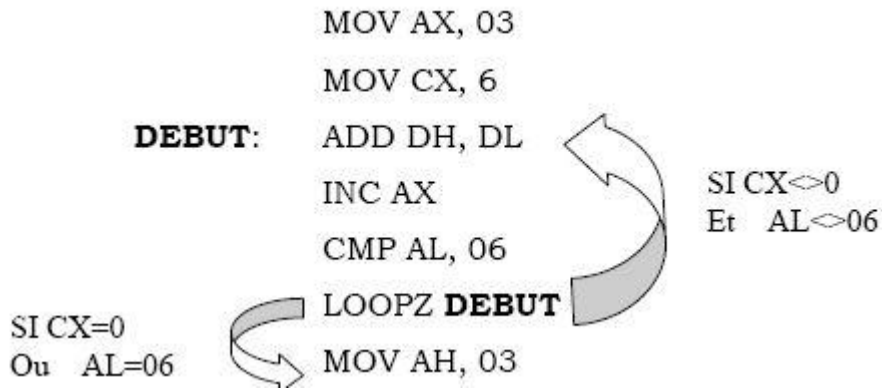 MOV AX, 03
MOV CX, 6
DEBUT: ADD DH, DL
INC AX
CMP AL, 06
LOOPZ DEBUT
MOV AH, 03
SI CX<>0
Et AL<>06
SI CX=0
Ou AL=06